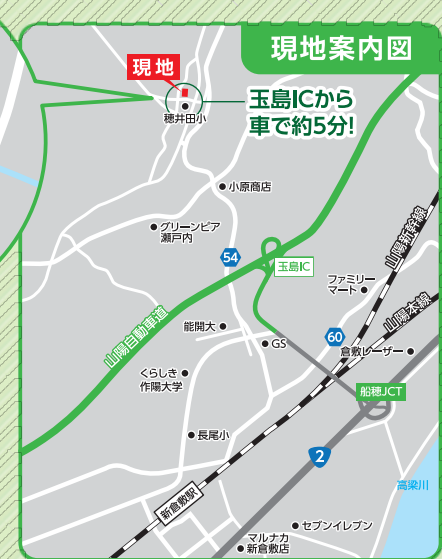 現地案内図
現地
玉島ICから
車で約5分!
穂井田小
小原商店
グリーンピア
瀬戸内
54
玉島IC
山陽新幹線
ファミリー
マート
山陽本線
山陽自動車道
能開大
60
GS
倉敷レーザー
くらしき
作陽大学
船穂JCT
長尾小
2
高梁川
新倉敷駅
セブンイレブン
マルナカ
新倉敷店